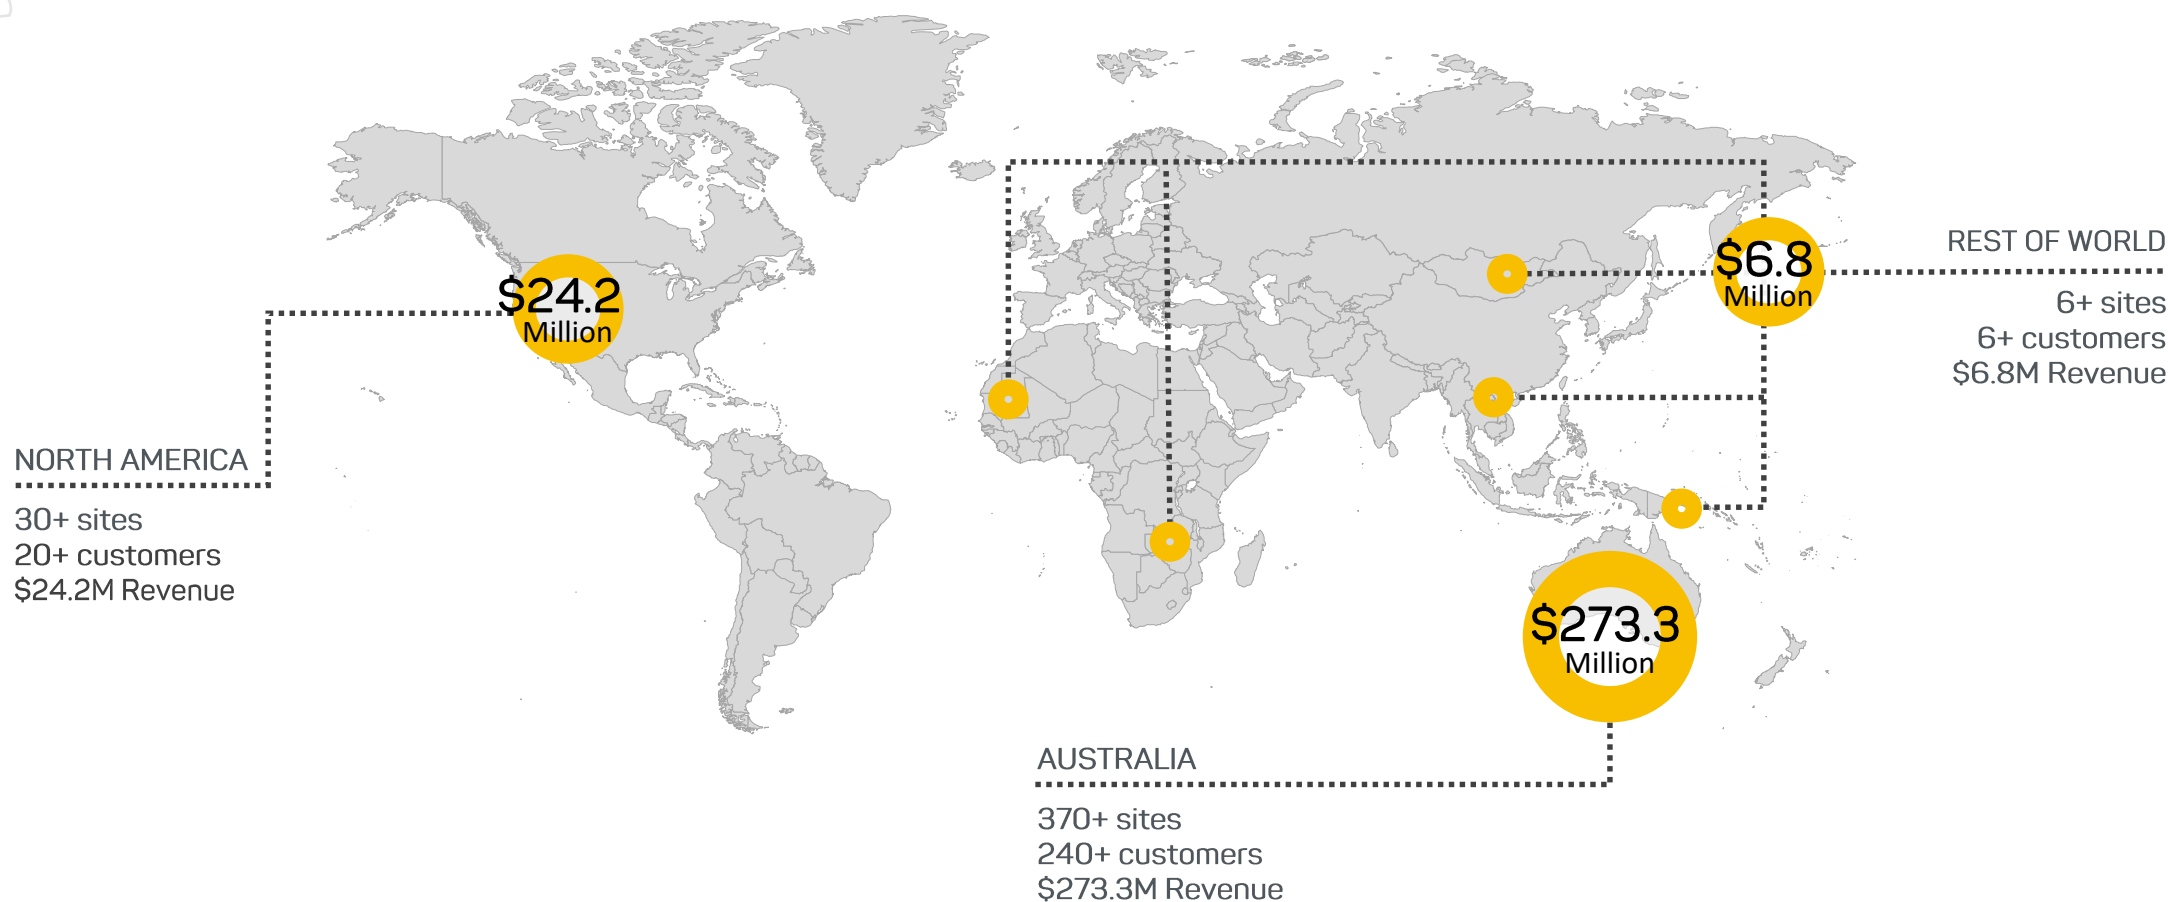 $24.2
Million
NORTH AMERICA
30+ sites
20+ customers
$24.2M Revenue
$6.8
Million
REST OF WORLD
6+ sites
6+ customers
$6.8M Revenue
$273.3
Million
AUSTRALIA
370+ sites
240+ customers
$273.3M Revenue